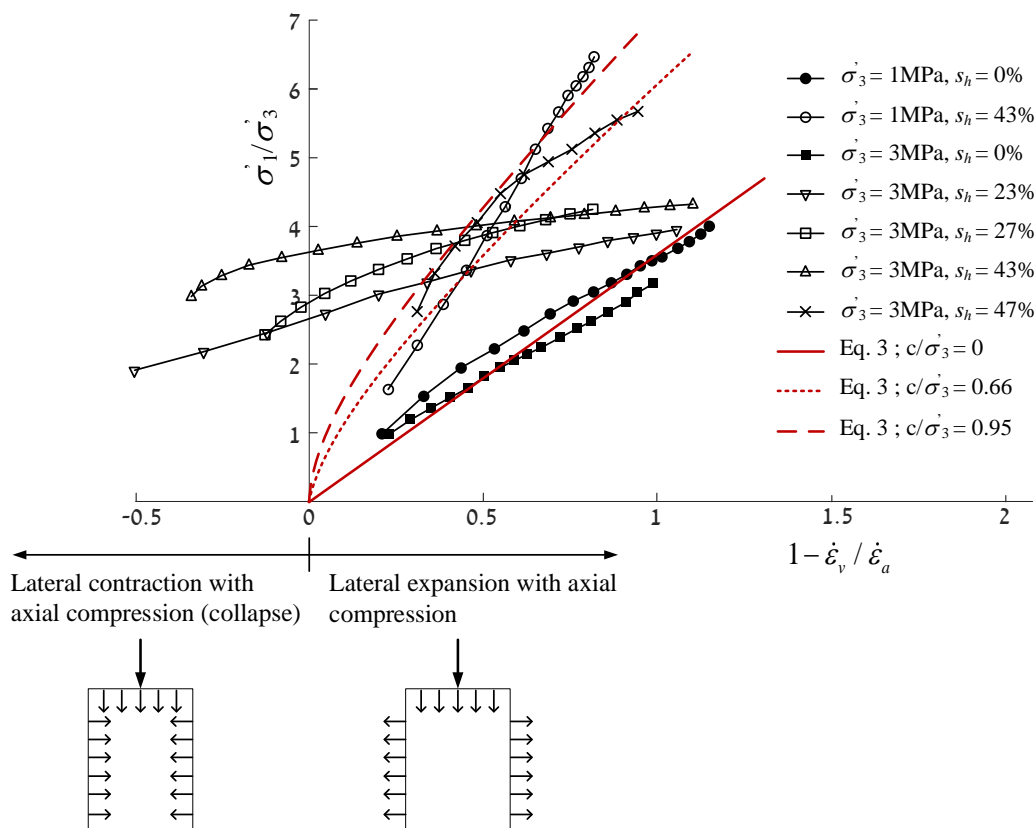 7
6
5
4
3
2
1
σ'₁/σ'₃
-0.5
0
0.5
1
1.5
2
1 − ε̇ᵥ / ε̇ₐ
σ'₃ = 1MPa, sₕ = 0%
σ'₃ = 1MPa, sₕ = 43%
σ'₃ = 3MPa, sₕ = 0%
σ'₃ = 3MPa, sₕ = 23%
σ'₃ = 3MPa, sₕ = 27%
σ'₃ = 3MPa, sₕ = 43%
σ'₃ = 3MPa, sₕ = 47%
Eq. 3 ; c/σ'₃ = 0
Eq. 3 ; c/σ'₃ = 0.66
Eq. 3 ; c/σ'₃ = 0.95
Lateral contraction with
axial compression (collapse)
Lateral expansion with axial
compression